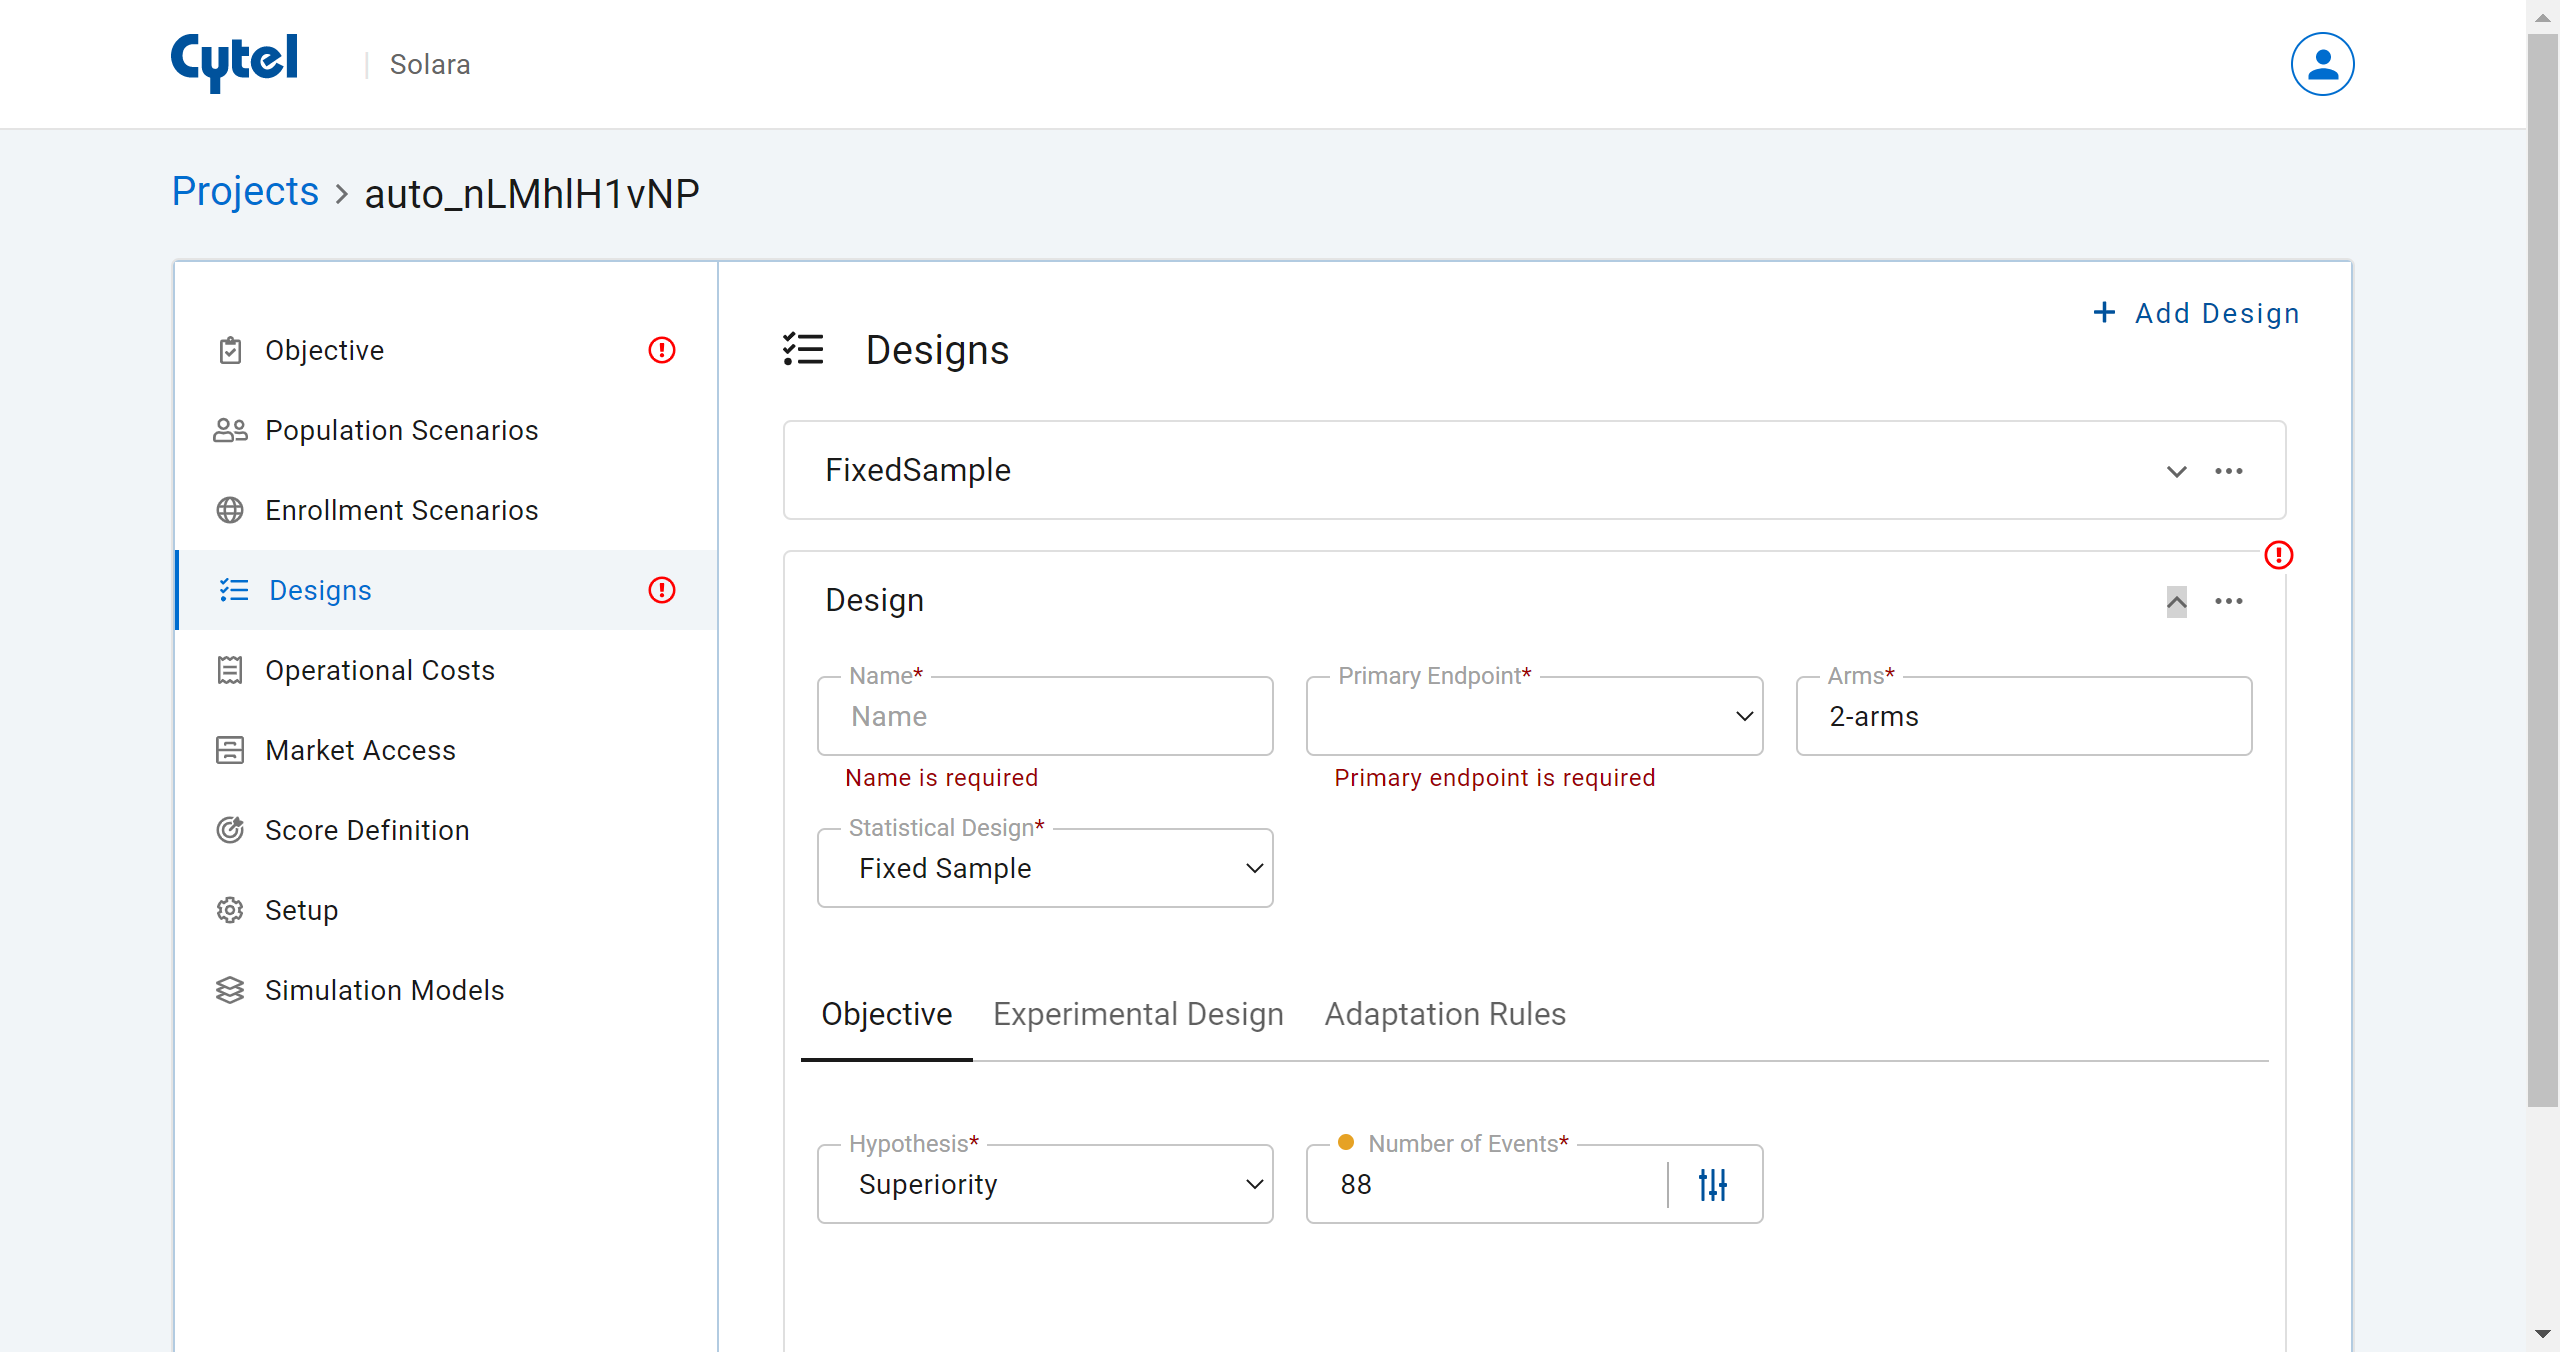 Cytel | Solara
Projects > auto_nLMhlH1vNP
Objective
Population Scenarios
Enrollment Scenarios
Designs
Operational Costs
Market Access
Score Definition
Setup
Simulation Models
+ Add Design
Designs
FixedSample
Design
Name* Primary Endpoint* Arms*
Name 2-arms
Name is required Primary endpoint is required
Statistical Design*
Fixed Sample
Objective Experimental Design Adaptation Rules
Hypothesis* Number of Events*
Superiority 88